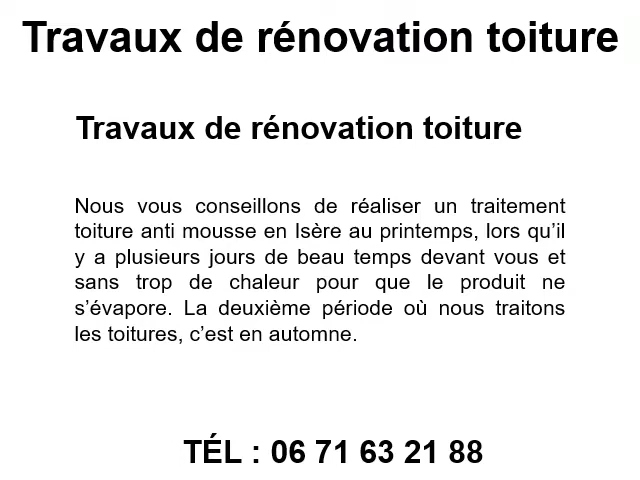 Travaux de rénovation toiture
Travaux de rénovation toiture
Nous vous conseillons de réaliser un traitement
toiture anti mousse en Isère au printemps, lors qu’il
y a plusieurs jours de beau temps devant vous et
sans trop de chaleur pour que le produit ne
s’évapore. La deuxième période où nous traitons
les toitures, c’est en automne.
TÉL : 06 71 63 21 88